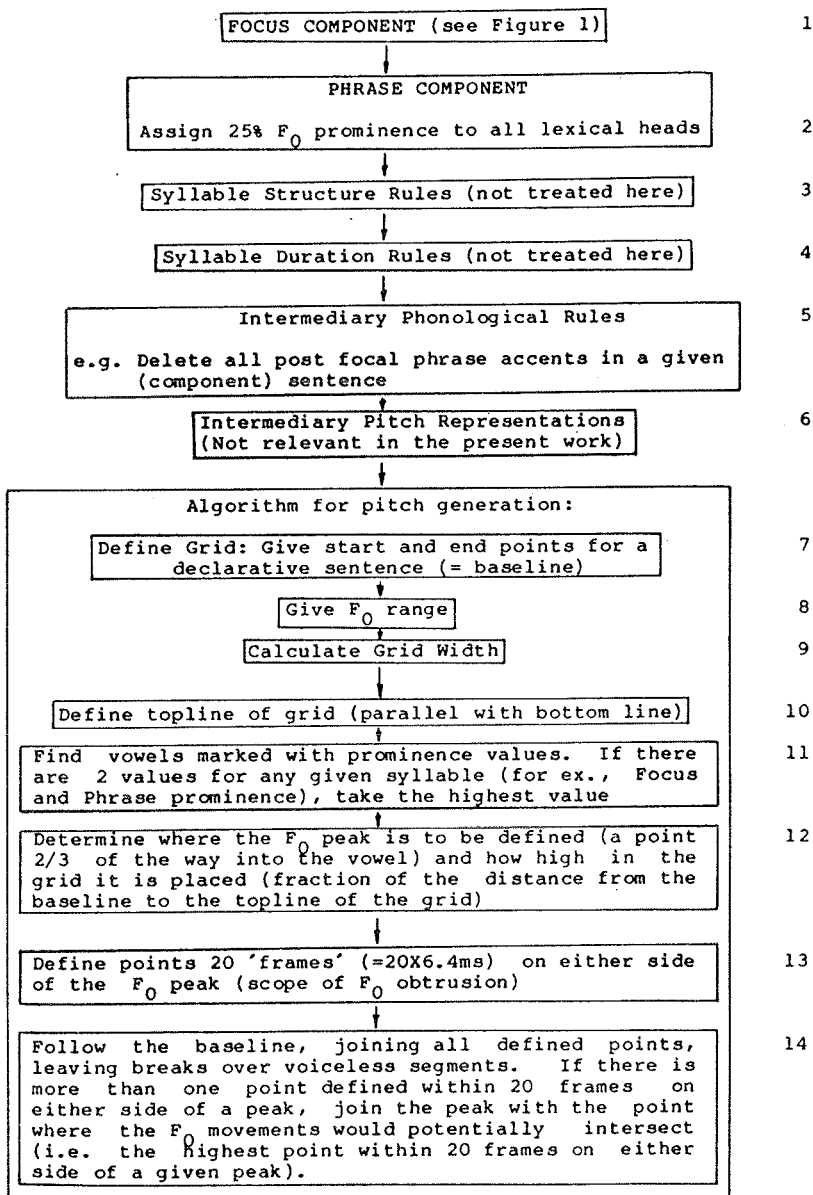 FOCUS COMPONENT (see Figure 1) 1
PHRASE COMPONENT
Assign 25% F0 prominence to all lexical heads 2
Syllable Structure Rules (not treated here) 3
Syllable Duration Rules (not treated here) 4
Intermediary Phonological Rules 5
e.g. Delete all post focal phrase accents in a given
(component) sentence
Intermediary Pitch Representations 6
(Not relevant in the present work)
Algorithm for pitch generation:
Define Grid: Give start and end points for a 7
declarative sentence (= baseline)
Give F0 range 8
Calculate Grid Width 9
Define topline of grid (parallel with bottom line) 10
Find vowels marked with prominence values. If there 11
are 2 values for any given syllable (for ex., Focus
and Phrase prominence), take the highest value
Determine where the F0 peak is to be defined (a point 12
2/3 of the way into the vowel) and how high in the
grid it is placed (fraction of the distance from the
baseline to the topline of the grid)
Define points 20 'frames' (=20X6.4ms) on either side 13
of the F0 peak (scope of F0 obtrusion)
Follow the baseline, joining all defined points, 14
leaving breaks over voiceless segments. If there is
more than one point defined within 20 frames on
either side of a peak, join the peak with the point
where the F0 movements would potentially intersect
(i.e. the highest point within 20 frames on either
side of a given peak).